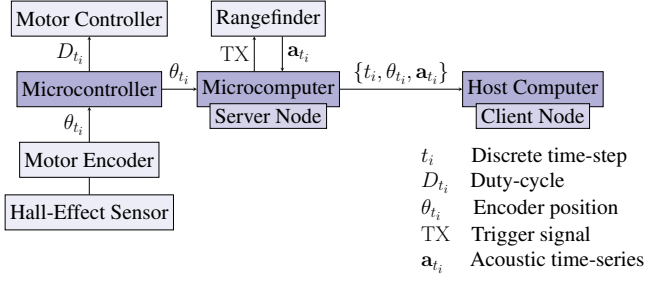 Motor Controller
Rangefinder
D_{t_i}
TX
𝐚_{t_i}
Microcontroller
θ_{t_i}
Microcomputer
{t_i, θ_{t_i}, 𝐚_{t_i}}
Host Computer
Server Node
Client Node
θ_{t_i}
Motor Encoder
Hall-Effect Sensor
t_i Discrete time-step
D_{t_i} Duty-cycle
θ_{t_i} Encoder position
TX Trigger signal
𝐚_{t_i} Acoustic time-series